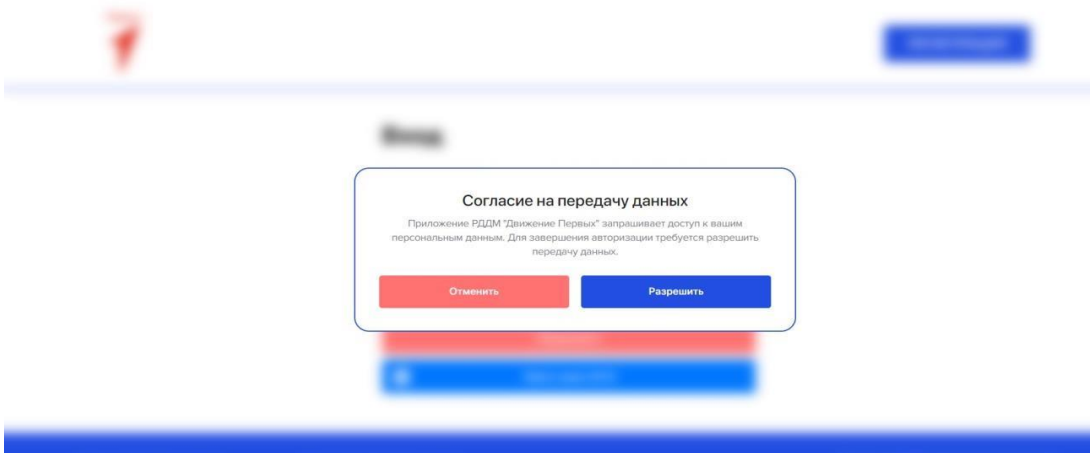 Вход
Согласие на передачу данных
Приложение РДДМ "Движение Первых" запрашивает доступ к вашим
персональным данным. Для завершения авторизации требуется разрешить
передачу данных.
Отменить
Разрешить